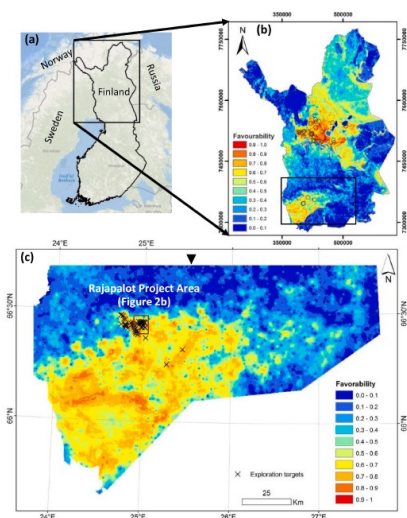 (a)
Norway
Finland
Russia
Sweden
(b)
350000
500000
7750000
7600000
7450000
7300000
Favourability
0.9 - 1.0
0.8 - 0.9
0.7 - 0.8
0.6 - 0.7
0.5 - 0.6
0.4 - 0.5
0.3 - 0.4
0.2 - 0.3
0.1 - 0.2
0.0 - 0.1
350000
500000
(c)
24°E
25°E
N
Rajapalot Project Area
(Figure 2b)
66°30'N
66°30'N
66°N
66°N
Favorability
0.0 - 0.1
0.1 - 0.2
0.2 - 0.3
0.3 - 0.4
0.4 - 0.5
0.5 - 0.6
0.6 - 0.7
0.7 - 0.8
0.8 - 0.9
0.9 - 1
Exploration targets
25
Km
24°E
25°E
26°E
27°E